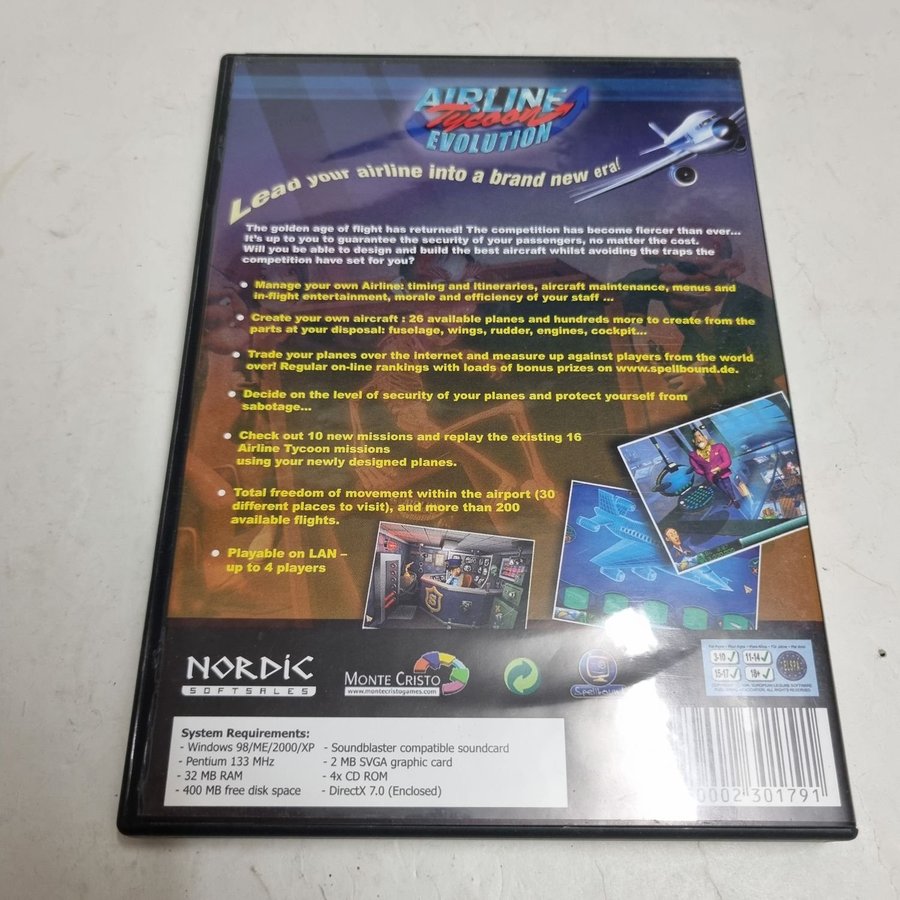 AIRLINE
Tycoon
EVOLUTION
Lead your airline into a brand new era!
The golden age of flight has returned! The competition has become fiercer than ever...
It's up to you to guarantee the security of your passengers, no matter the cost.
Will you be able to design and build the best aircraft whilst avoiding the traps the
competition have set for you?
Manage your own Airline: timing and itineraries, aircraft maintenance, menus and
in-flight entertainment, morale and efficiency of your staff ...
Create your own aircraft : 26 available planes and hundreds more to create from the
parts at your disposal: fuselage, wings, rudder, engines, cockpit...
Trade your planes over the internet and measure up against players from the world
over! Regular on-line rankings with loads of bonus prizes on www.spellbound.de.
Decide on the level of security of your planes and protect yourself from
sabotage...
Check out 10 new missions and replay the existing 16
Airline Tycoon missions
using your newly designed planes.
Total freedom of movement within the airport (30
different places to visit), and more than 200
available flights.
Playable on LAN –
up to 4 players
NORDIC
SOFTSALES
MONTE CRISTO
www.montecristogames.com
3-10 11-14
15-17 18+
ELSPA
System Requirements:
- Windows 98/ME/2000/XP
- Pentium 133 MHz
- 32 MB RAM
- 400 MB free disk space
- Soundblaster compatible soundcard
- 2 MB SVGA graphic card
- 4x CD ROM
- DirectX 7.0 (Enclosed)
0002 301791